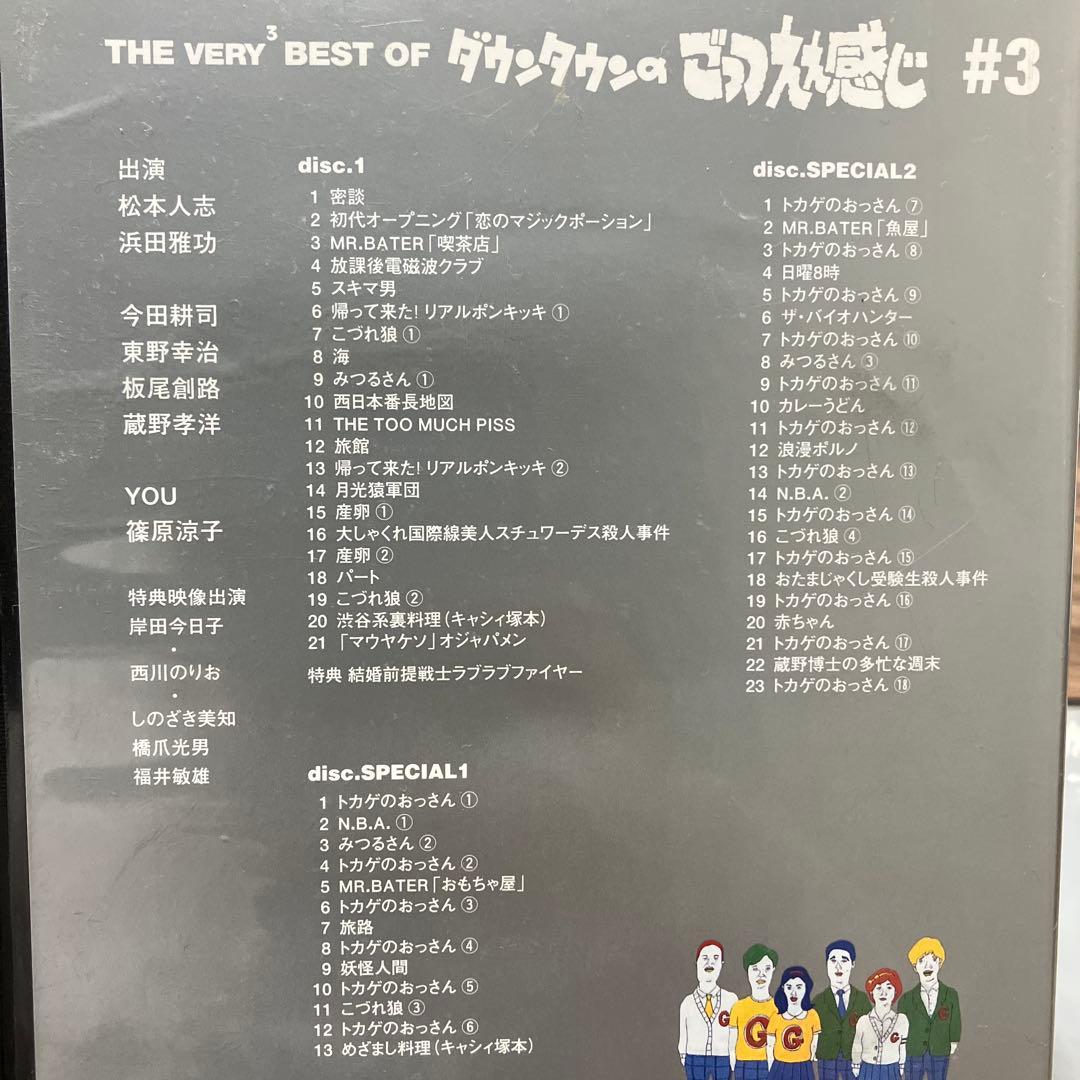 THE VERY³ BEST OF ダウンタウンの ごっつええ感じ #3
出演
松本人志
浜田雅功
今田耕司
東野幸治
板尾創路
蔵野孝洋
YOU
篠原涼子
特典映像出演
岸田今日子
・
西川のりお
・
しのざき美知
橋爪光男
福井敏雄
disc.1
1 密談
2 初代オープニング「恋のマジックポーション」
3 MR.BATER「喫茶店」
4 放課後電磁波クラブ
5 スキマ男
6 帰って来た!リアルポンキッキ ①
7 こづれ狼 ①
8 海
9 みつるさん ①
10 西日本番長地図
11 THE TOO MUCH PISS
12 旅館
13 帰って来た!リアルポンキッキ ②
14 月光猿軍団
15 産卵 ①
16 大しゃくれ国際線美人スチュワーデス殺人事件
17 産卵 ②
18 パート
19 こづれ狼 ②
20 渋谷系裏料理(キャシィ塚本)
21 「マウヤケソ」オジャパメン
特典 結婚前提戦士ラブラブファイヤー
disc.SPECIAL1
1 トカゲのおっさん ①
2 N.B.A. ①
3 みつるさん ②
4 トカゲのおっさん ②
5 MR.BATER「おもちゃ屋」
6 トカゲのおっさん ③
7 旅路
8 トカゲのおっさん ④
9 妖怪人間
10 トカゲのおっさん ⑤
11 こづれ狼 ③
12 トカゲのおっさん ⑥
13 めざまし料理(キャシィ塚本)
disc.SPECIAL2
1 トカゲのおっさん ⑦
2 MR.BATER「魚屋」
3 トカゲのおっさん ⑧
4 日曜8時
5 トカゲのおっさん ⑨
6 ザ・バイオハンター
7 トカゲのおっさん ⑩
8 みつるさん ③
9 トカゲのおっさん ⑪
10 カレーうどん
11 トカゲのおっさん ⑫
12 浪漫ポルノ
13 トカゲのおっさん ⑬
14 N.B.A. ②
15 トカゲのおっさん ⑭
16 こづれ狼 ④
17 トカゲのおっさん ⑮
18 おたまじゃくし受験生殺人事件
19 トカゲのおっさん ⑯
20 赤ちゃん
21 トカゲのおっさん ⑰
22 蔵野博士の多忙な週末
23 トカゲのおっさん ⑱
G
G
G
G
G
G